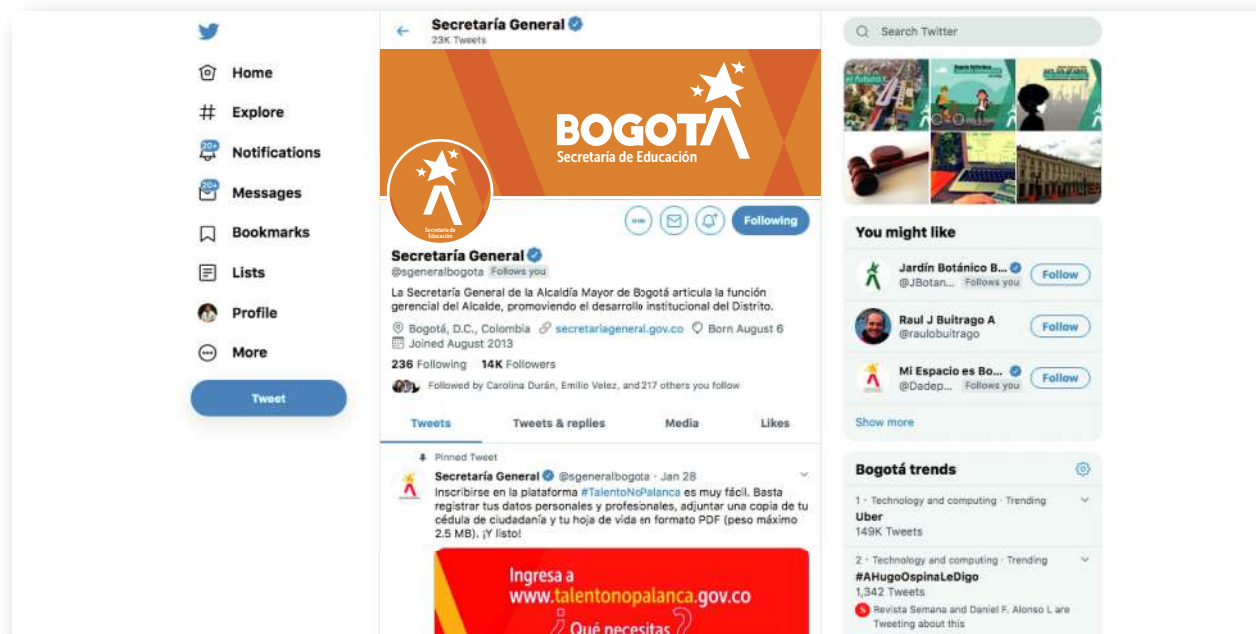 Home
Explore
20+
Notifications
20+
Messages
Bookmarks
Lists
Profile
More
Tweet
Secretaría General
23K Tweets
BOGOTÁ
Secretaría de Educación
Secretaría de
Educación
Following
Secretaría General
@sgeneralbogota Follows you
La Secretaría General de la Alcaldía Mayor de Bogotá articula la función
gerencial del Alcalde, promoviendo el desarrollo institucional del Distrito.
Bogotá, D.C., Colombia secretariageneral.gov.co Born August 6
Joined August 2013
236 Following 14K Followers
Followed by Carolina Durán, Emilio Velez, and 217 others you follow
Tweets Tweets & replies Media Likes
Pinned Tweet
Secretaría General @sgeneralbogota · Jan 28
Inscribirse en la plataforma #TalentoNoPalanca es muy fácil. Basta
registrar tus datos personales y profesionales, adjuntar una copia de tu
cédula de ciudadanía y tu hoja de vida en formato PDF (peso máximo
2.5 MB). ¡Y listo!
Ingresa a
www.talentonopalanca.gov.co
¿Qué necesitas?
Search Twitter
You might like
Jardín Botánico B...
@JBotan... Follows you
Follow
Raul J Buitrago A
@raulobuitrago
Follow
Mi Espacio es Bo...
@Dadep... Follows you
Follow
Show more
Bogotá trends
1 · Technology and computing · Trending
Uber
149K Tweets
2 · Technology and computing · Trending
#AHugoOspinaLeDigo
1,342 Tweets
Revista Semana and Daniel F. Alonso L are
Tweeting about this